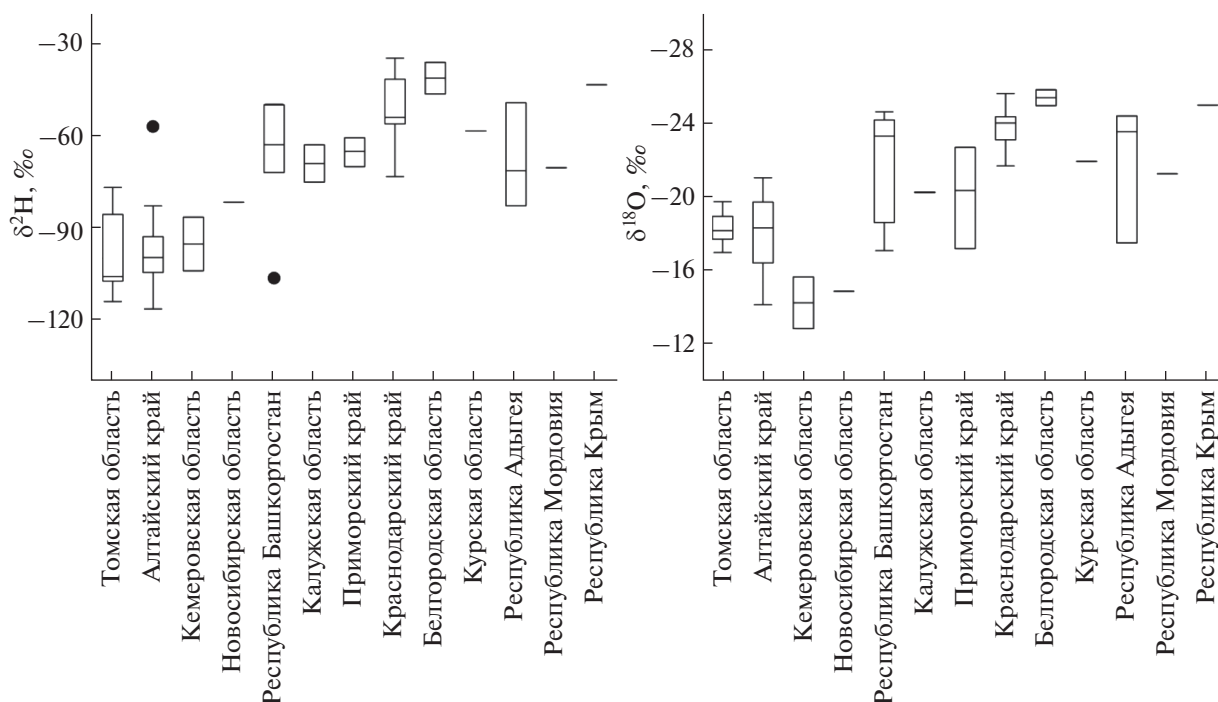 −30
−60
−90
−120
δ²H, ‰
Томская область
Алтайский край
Кемеровская область
Новосибирская область
Республика Башкортостан
Калужская область
Приморский край
Краснодарский край
Белгородская область
Курская область
Республика Адыгея
Республика Мордовия
Республика Крым
−28
−24
−20
−16
−12
δ¹⁸O, ‰
Томская область
Алтайский край
Кемеровская область
Новосибирская область
Республика Башкортостан
Калужская область
Приморский край
Краснодарский край
Белгородская область
Курская область
Республика Адыгея
Республика Мордовия
Республика Крым